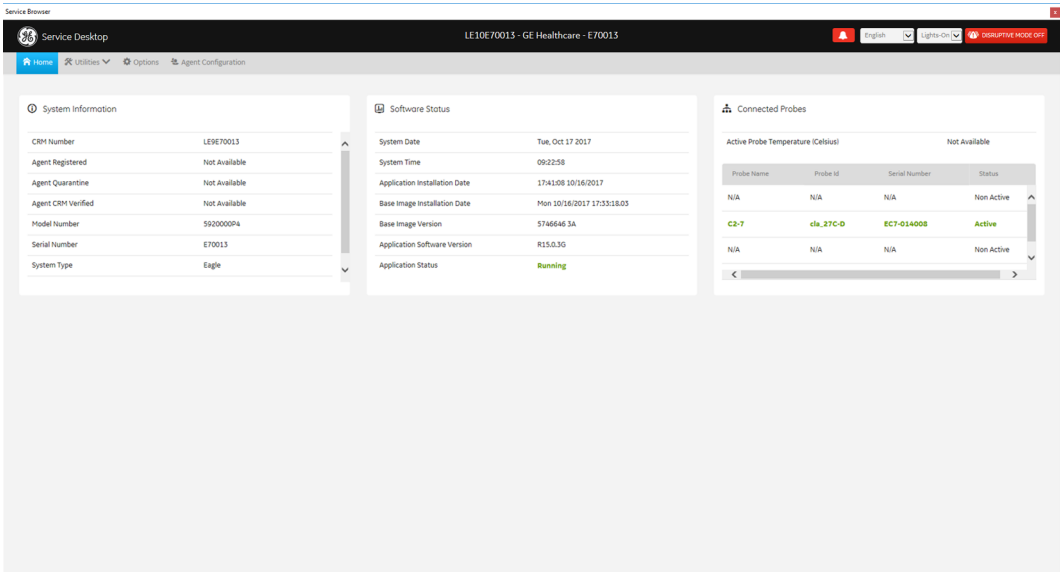 Service Browser
x
Service Desktop
LE10E70013 - GE Healthcare - E70013
English
Lights-On
DISRUPTIVE MODE OFF
Home
Utilities
Options
Agent Configuration
System Information
CRM Number LE9E70013
Agent Registered Not Available
Agent Quarantine Not Available
Agent CRM Verified Not Available
Model Number 5920000P4
Serial Number E70013
System Type Eagle
Software Status
System Date Tue, Oct 17 2017
System Time 09:22:58
Application Installation Date 17:41:08 10/16/2017
Base Image Installation Date Mon 10/16/2017 17:33:18.03
Base Image Version 5746646 3A
Application Software Version R15.0.3G
Application Status Running
Connected Probes
Active Probe Temperature (Celsius) Not Available
Probe Name Probe Id Serial Number Status
N/A N/A N/A Non Active
C2-7 cla_27C-D EC7-014008 Active
N/A N/A N/A Non Active